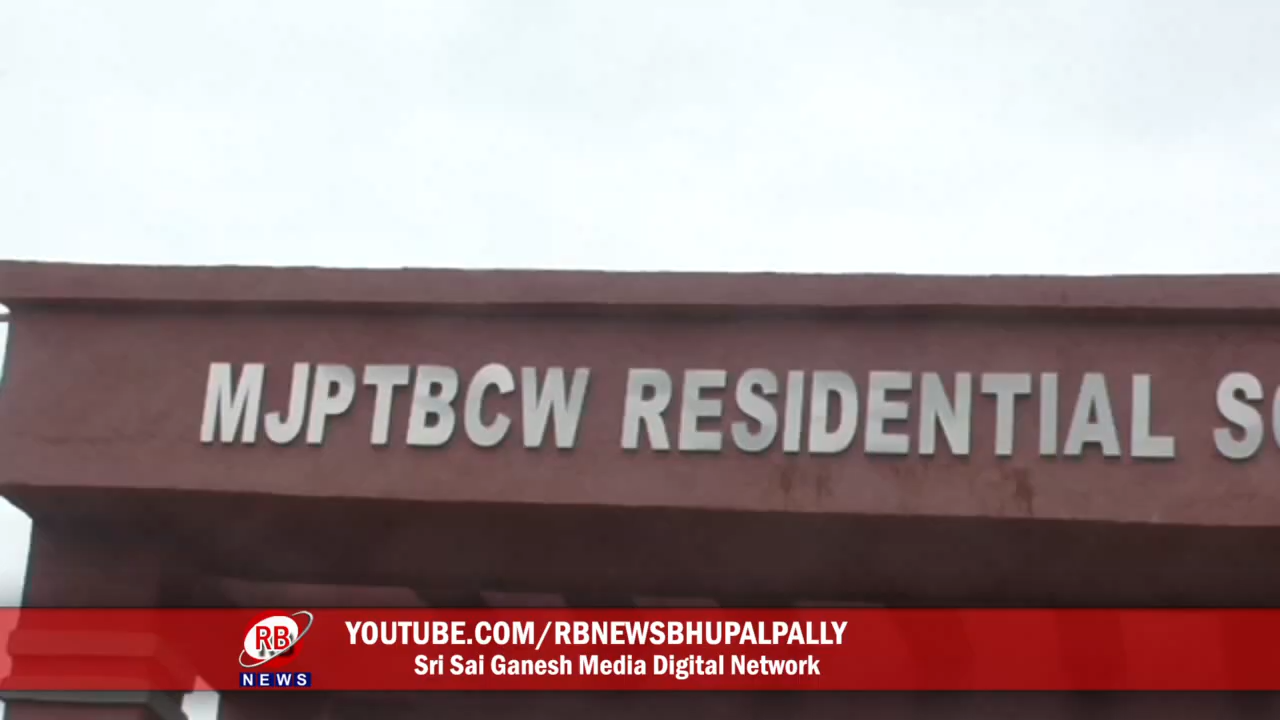 MJPTBCW RESIDENTIAL
RB
NEWS
YOUTUBE.COM/RBNEWSBHUPALPALLY
Sri Sai Ganesh Media Digital Network